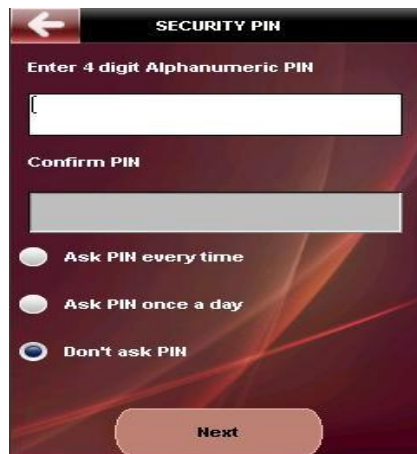 SECURITY PIN
Enter 4 digit Alphanumeric PIN
Confirm PIN
Ask PIN every time
Ask PIN once a day
Don't ask PIN
Next